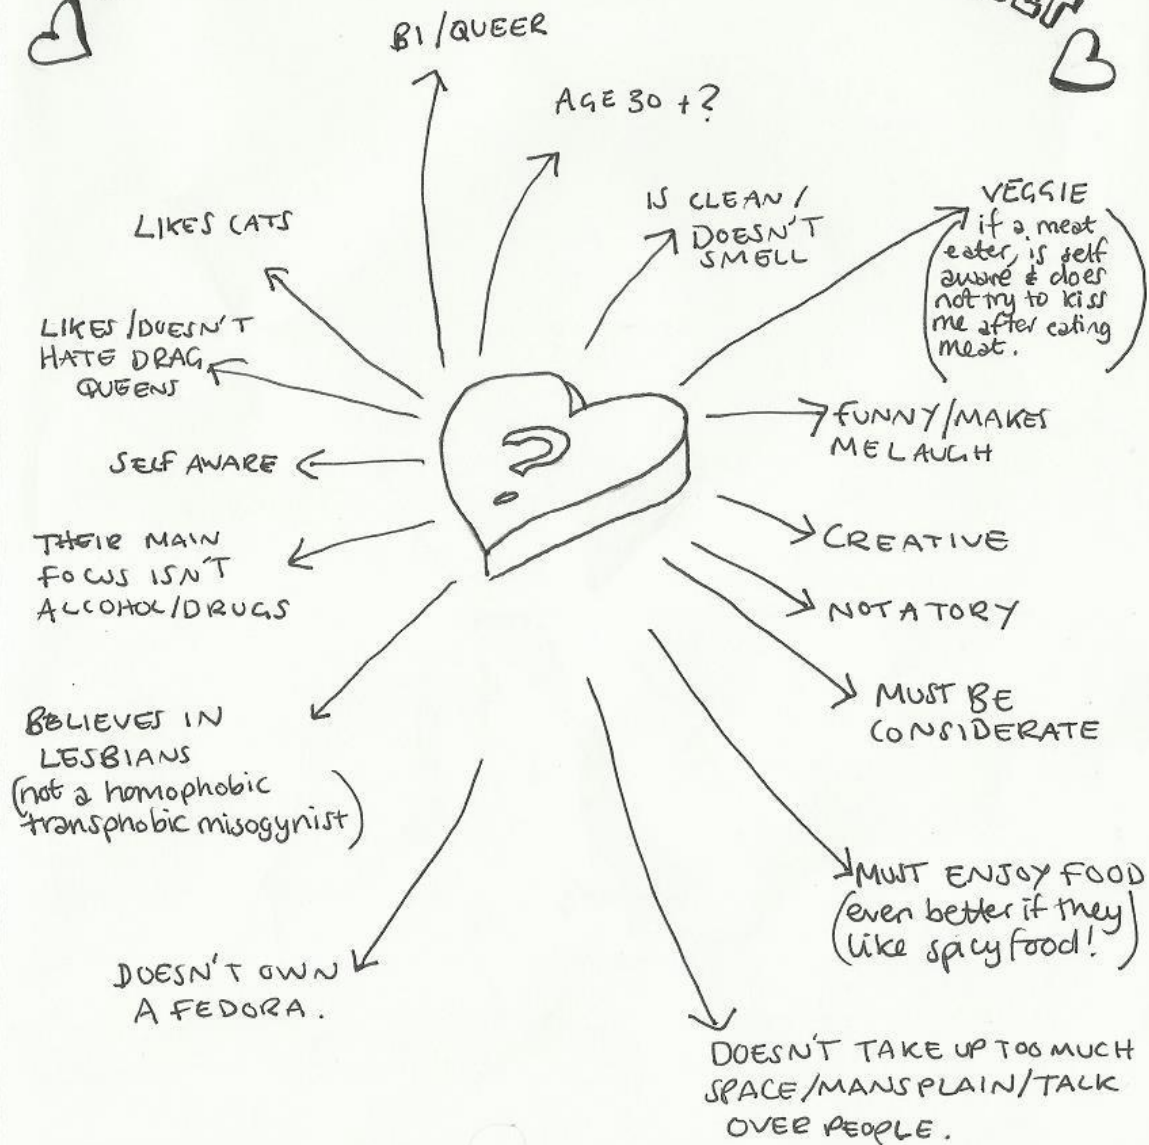 BI/QUEER
AGE 30+?
IS CLEAN/
DOESN'T
SMELL
VEGGIE
(if a meat
eater, is self
aware & does
not try to kiss
me after eating
meat.)
FUNNY/MAKES
ME LAUGH
CREATIVE
NOT A TORY
MUST BE
CONSIDERATE
MUST ENJOY FOOD
(even better if they
like spicy food!)
DOESN'T TAKE UP TOO MUCH
SPACE/MANSPLAIN/TALK
OVER PEOPLE.
DOESN'T OWN
A FEDORA.
BELIEVES IN
LESBIANS
(not a homophobic
transphobic misogynist)
THEIR MAIN
FOCUS ISN'T
ALCOHOL/DRUGS
SELF AWARE
LIKES/DOESN'T
HATE DRAG
QUEENS
LIKES CATS
?